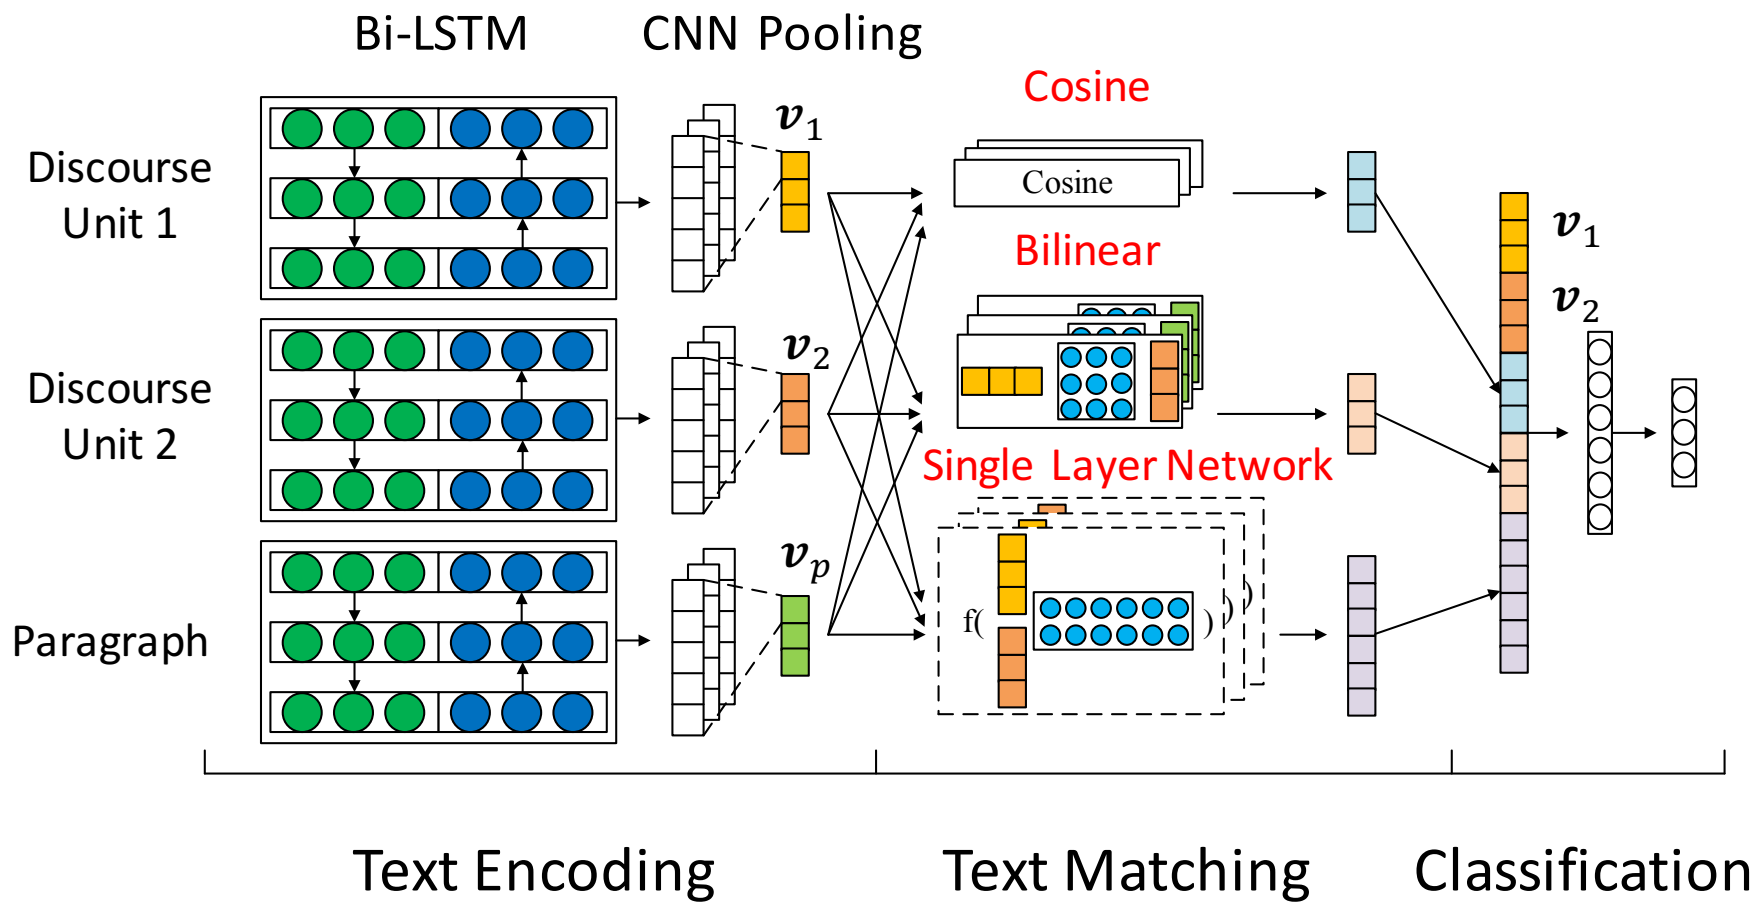 Bi-LSTM CNN Pooling
Cosine
v1
Discourse
Unit 1
Cosine
v1
Bilinear
v2
v2
Discourse
Unit 2
Single Layer Network
vp
f( ) ) )
Paragraph
Text Encoding Text Matching Classification